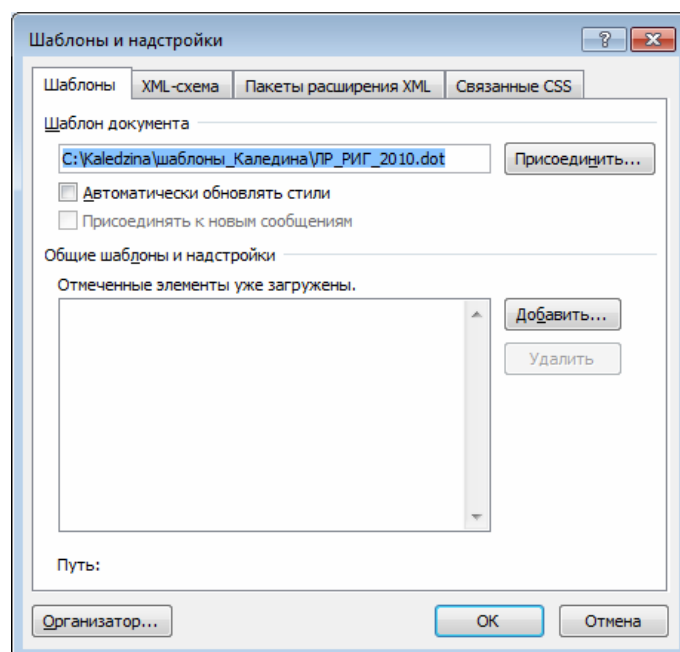 Шаблоны и надстройки
Шаблоны XML-схема Пакеты расширения XML Связанные CSS
Шаблон документа
C:\Kaledzina\шаблоны_Каледина\ЛР_РИГ_2010.dot Присоединить...
Автоматически обновлять стили
Присоединять к новым сообщениям
Общие шаблоны и надстройки
Отмеченные элементы уже загружены.
Добавить...
Удалить
Путь:
Организатор... ОК Отмена